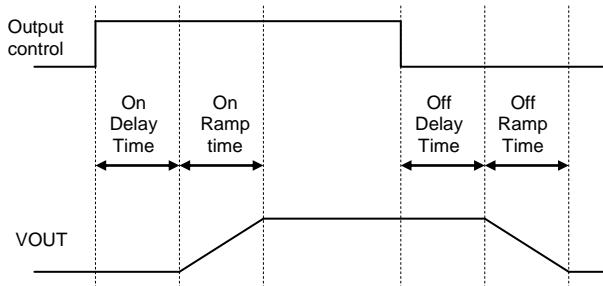 Output
control
On
Delay
Time
On
Ramp
time
Off
Delay
Time
Off
Ramp
Time
VOUT